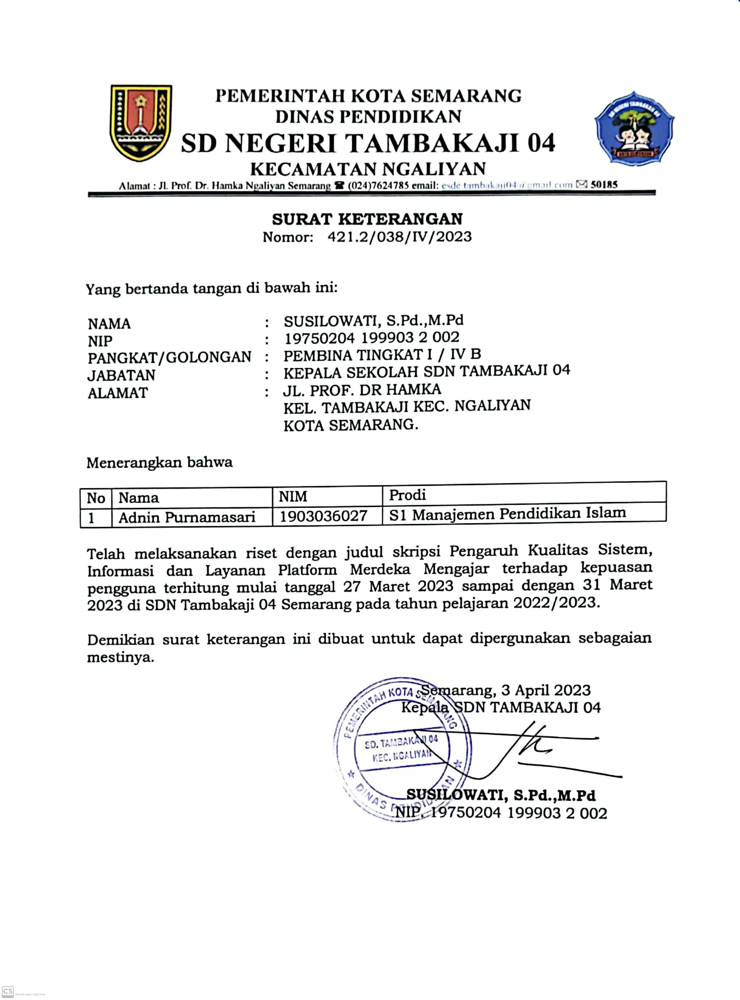 PEMERINTAH KOTA SEMARANG
DINAS PENDIDIKAN
SD NEGERI TAMBAKAJI 04
KECAMATAN NGALIYAN
Alamat : Jl. Prof. Dr. Hamka Ngaliyan Semarang ☎ (024)7624785 email: esde.tambakaji04@gmail.com ✉ 50185
SD NEGERI TAMBAKAJI 04
SURAT KETERANGAN
Nomor: 421.2/038/IV/2023
Yang bertanda tangan di bawah ini:
NAMA : SUSILOWATI, S.Pd.,M.Pd
NIP : 19750204 199903 2 002
PANGKAT/GOLONGAN : PEMBINA TINGKAT I / IV B
JABATAN : KEPALA SEKOLAH SDN TAMBAKAJI 04
ALAMAT : JL. PROF. DR HAMKA
KEL. TAMBAKAJI KEC. NGALIYAN
KOTA SEMARANG.
Menerangkan bahwa
No Nama NIM Prodi
1 Adnin Purnamasari 1903036027 S1 Manajemen Pendidikan Islam
Telah melaksanakan riset dengan judul skripsi Pengaruh Kualitas Sistem,
Informasi dan Layanan Platform Merdeka Mengajar terhadap kepuasan
pengguna terhitung mulai tanggal 27 Maret 2023 sampai dengan 31 Maret
2023 di SDN Tambakaji 04 Semarang pada tahun pelajaran 2022/2023.
Demikian surat keterangan ini dibuat untuk dapat dipergunakan sebagaian
mestinya.
Semarang, 3 April 2023
Kepala SDN TAMBAKAJI 04
PEMERINTAH KOTA SEMARANG
SD. TAMBAKAJI 04
KEC. NGALIYAN
DINAS PENDIDIKAN
SUSILOWATI, S.Pd.,M.Pd
NIP. 19750204 199903 2 002
CS